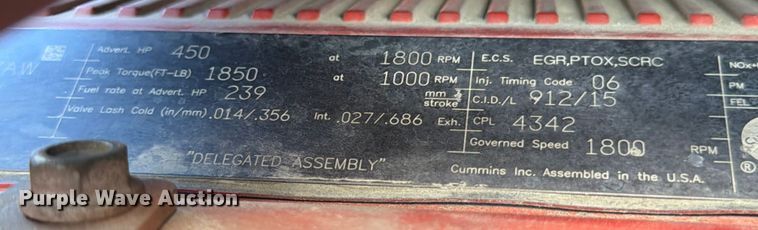 AW
Advert. HP 450 at 1800 RPM
Peak Torque(FT-LB) 1850 at 1000 RPM
Fuel rate at Advert. HP 239 mm 3/stroke
Valve Lash Cold (in/mm) .014/.356 Int. .027/.686 Exh.
"DELEGATED ASSEMBLY"
E.C.S. EGR,PTOX,SCRC
Inj. Timing Code 06
C.I.D./L 912/15
CPL 4342
Governed Speed 1800 RPM
Cummins Inc. Assembled in the U.S.A.
NOx+
PM
FEL
®
Purple Wave Auction